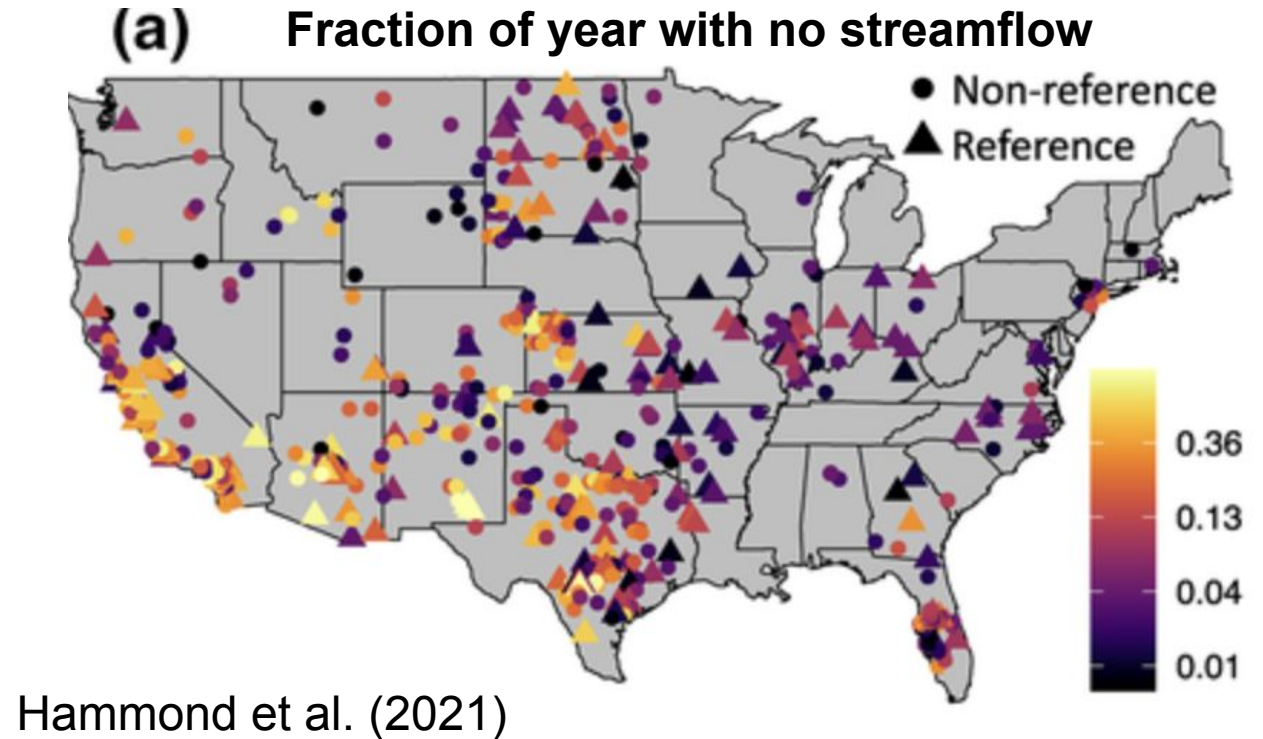 (a) Fraction of year with no streamflow
Non-reference
Reference
0.36
0.13
0.04
0.01
Hammond et al. (2021)